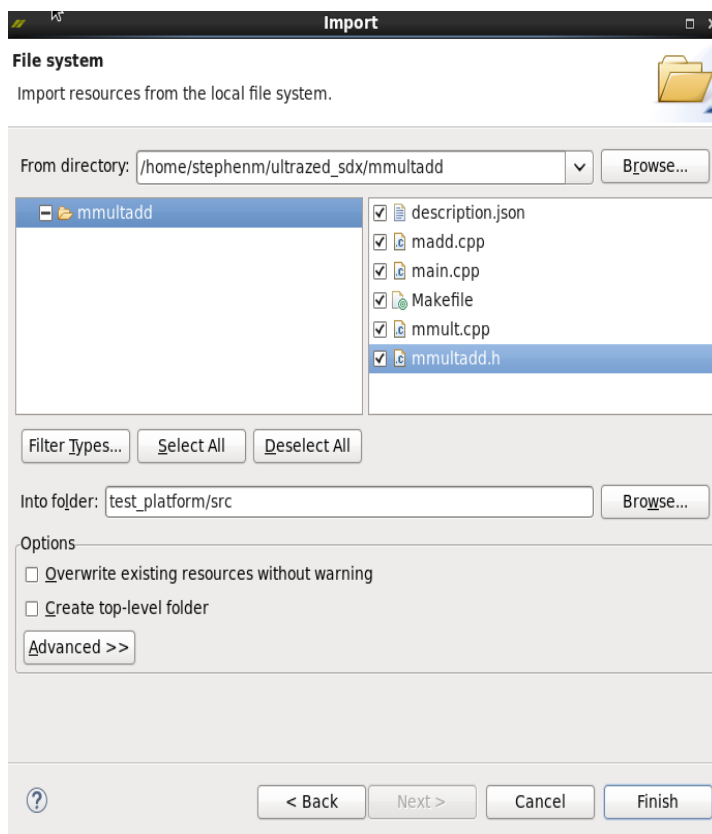 Import
File system
Import resources from the local file system.
From directory: /home/stephenm/ultrazed_sdx/mmultadd Browse...
mmultadd
description.json
madd.cpp
main.cpp
Makefile
mmult.cpp
mmultadd.h
Filter Types... Select All Deselect All
Into folder: test_platform/src Browse...
Options
Overwrite existing resources without warning
Create top-level folder
Advanced >>
? < Back Next > Cancel Finish